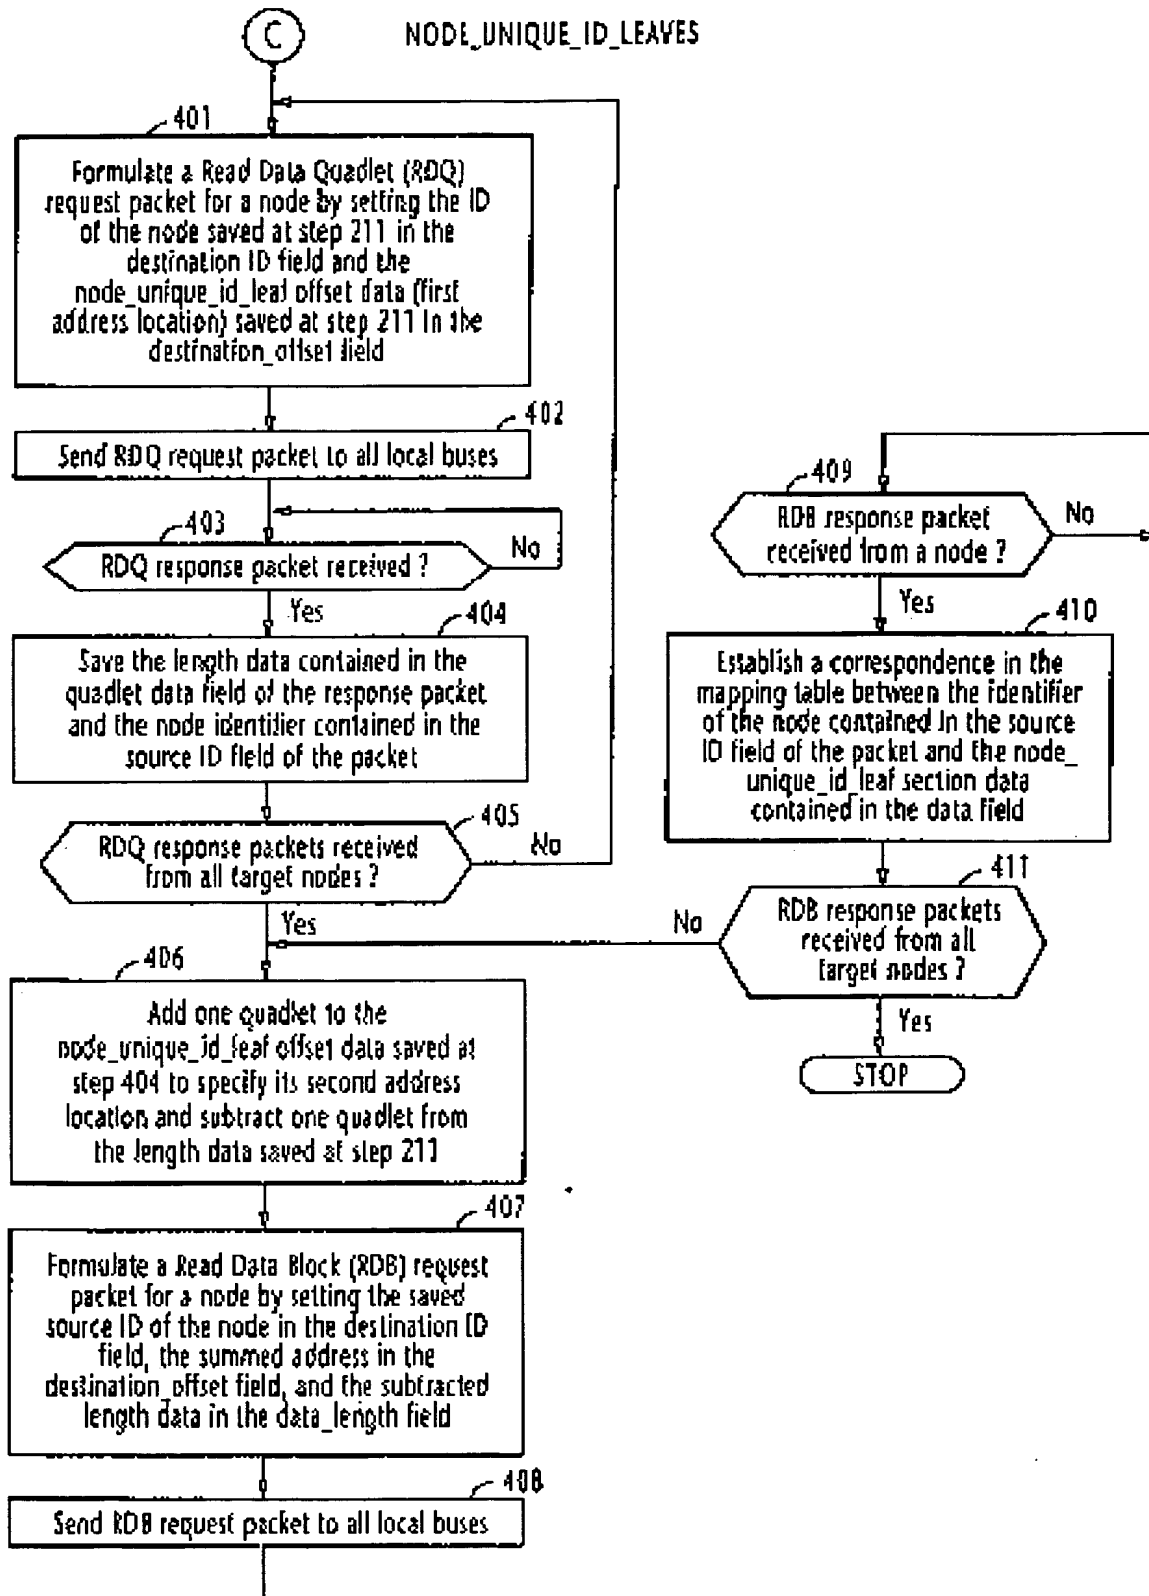 C
NODE_UNIQUE_ID_LEAVES
401
Formulate a Read Data Quadlet (RDQ)
request packet for a node by setting the ID
of the node saved at step 211 in the
destination ID field and the
node_unique_id_leaf offset data (first
address location) saved at step 211 in the
destination_offset field
402
Send RDQ request packet to all local buses
403
RDQ response packet received ?
No
Yes
404
Save the length data contained in the
quadlet data field of the response packet
and the node identifier contained in the
source ID field of the packet
405
RDQ response packets received
from all target nodes ?
No
Yes
406
Add one quadlet to the
node_unique_id_leaf offset data saved at
step 404 to specify its second address
location and subtract one quadlet from
the length data saved at step 211
407
Formulate a Read Data Block (RDB) request
packet for a node by setting the saved
source ID of the node in the destination ID
field, the summed address in the
destination_offset field, and the subtracted
length data in the data_length field
408
Send RDB request packet to all local buses
409
RDB response packet
received from a node ?
No
Yes
410
Establish a correspondence in the
mapping table between the identifier
of the node contained in the source
ID field of the packet and the node_
unique_id_leaf section data
contained in the data field
411
RDB response packets
received from all
target nodes ?
No
Yes
STOP